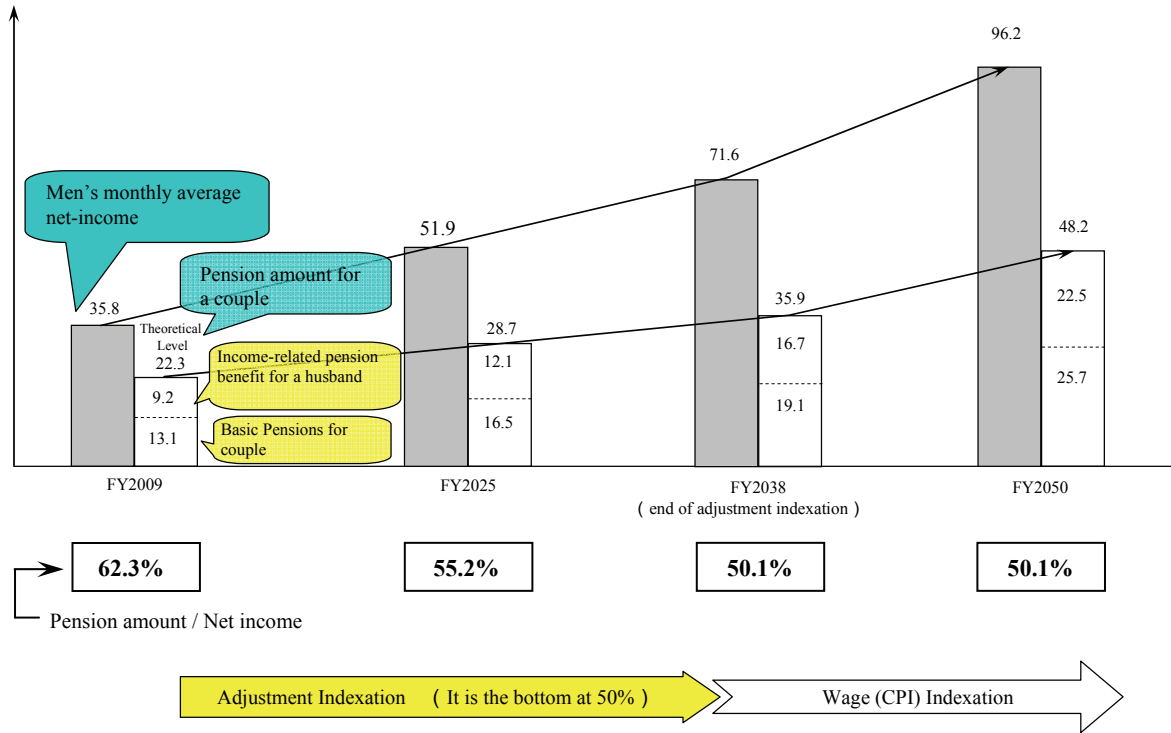 96.2
71.6
Men's monthly average
net-income
51.9
48.2
Pension amount for
a couple
35.8
Theoretical
Level
22.3
28.7
35.9
22.5
Income-related pension
benefit for a husband
9.2
12.1
16.7
25.7
Basic Pensions for
couple
13.1
16.5
19.1
FY2009
FY2025
FY2038
( end of adjustment indexation )
FY2050
62.3%
55.2%
50.1%
50.1%
Pension amount / Net income
Adjustment Indexation ( It is the bottom at 50% )
Wage (CPI) Indexation